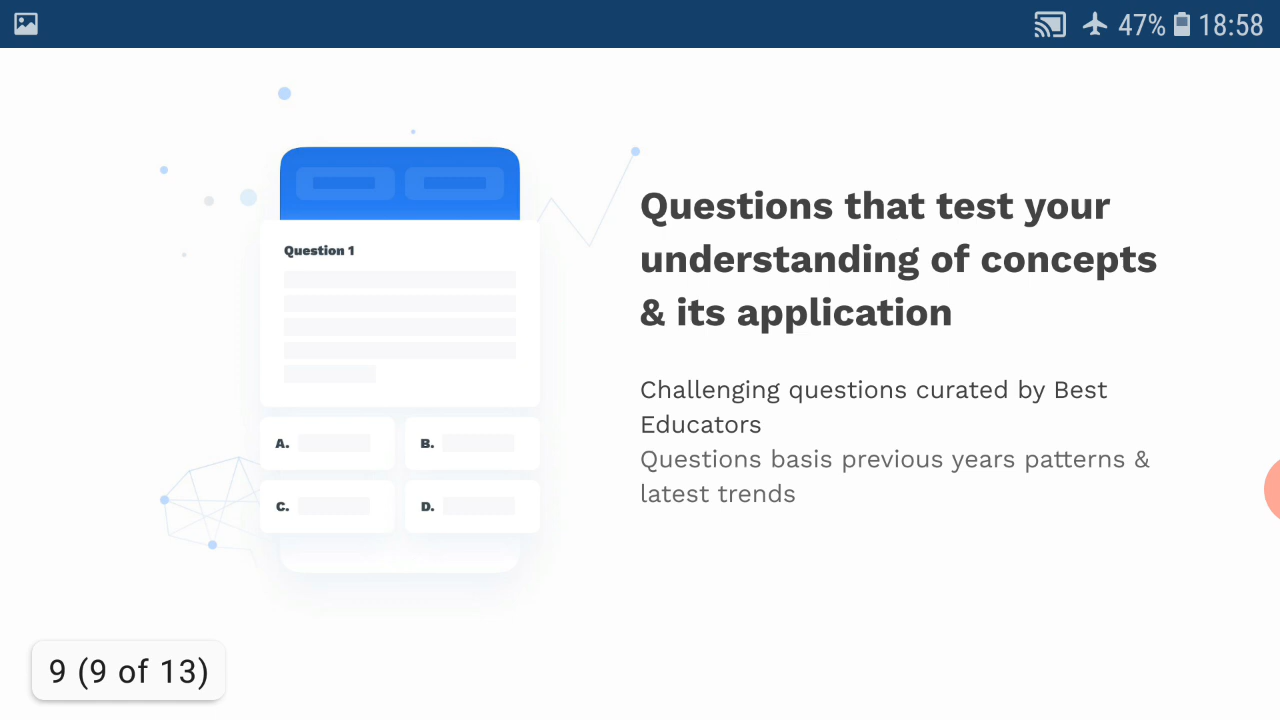 47% 18:58
Questions that test your
understanding of concepts
& its application
Challenging questions curated by Best
Educators
Questions basis previous years patterns &
latest trends
Question 1
A.
B.
C.
D.
9 (9 of 13)